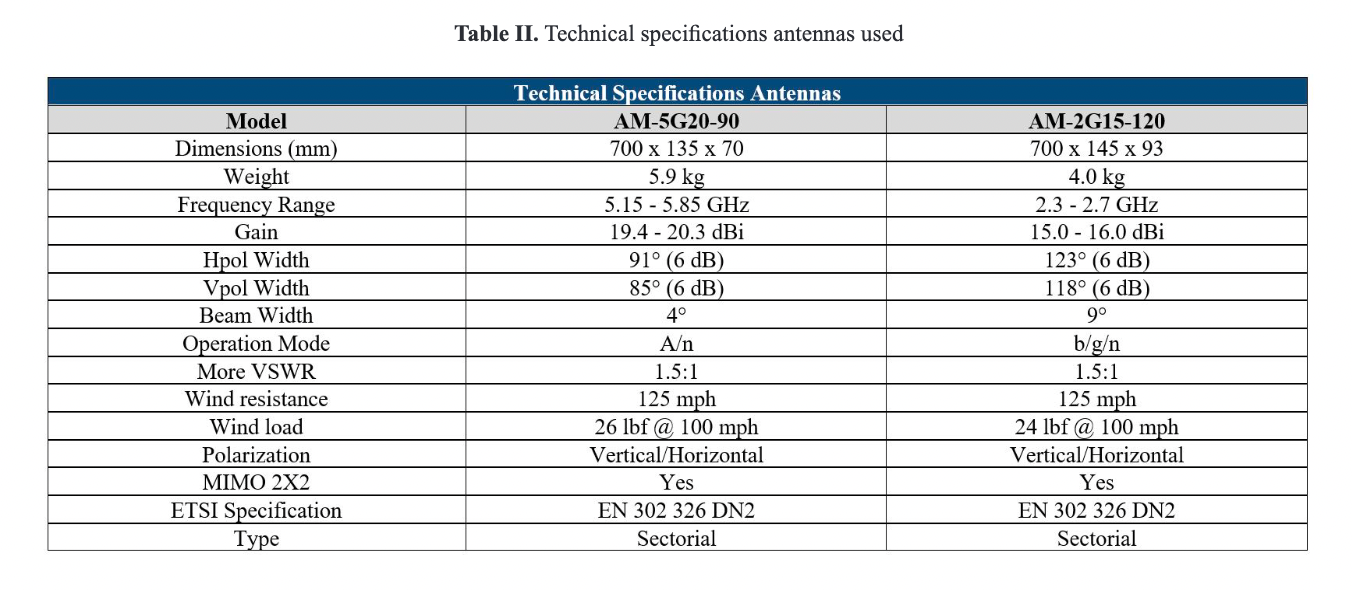 Table II. Technical specifications antennas used
Technical Specifications Antennas
Model AM-5G20-90 AM-2G15-120
Dimensions (mm) 700 x 135 x 70 700 x 145 x 93
Weight 5.9 kg 4.0 kg
Frequency Range 5.15 - 5.85 GHz 2.3 - 2.7 GHz
Gain 19.4 - 20.3 dBi 15.0 - 16.0 dBi
Hpol Width 91° (6 dB) 123° (6 dB)
Vpol Width 85° (6 dB) 118° (6 dB)
Beam Width 4° 9°
Operation Mode A/n b/g/n
More VSWR 1.5:1 1.5:1
Wind resistance 125 mph 125 mph
Wind load 26 lbf @ 100 mph 24 lbf @ 100 mph
Polarization Vertical/Horizontal Vertical/Horizontal
MIMO 2X2 Yes Yes
ETSI Specification EN 302 326 DN2 EN 302 326 DN2
Type Sectorial Sectorial